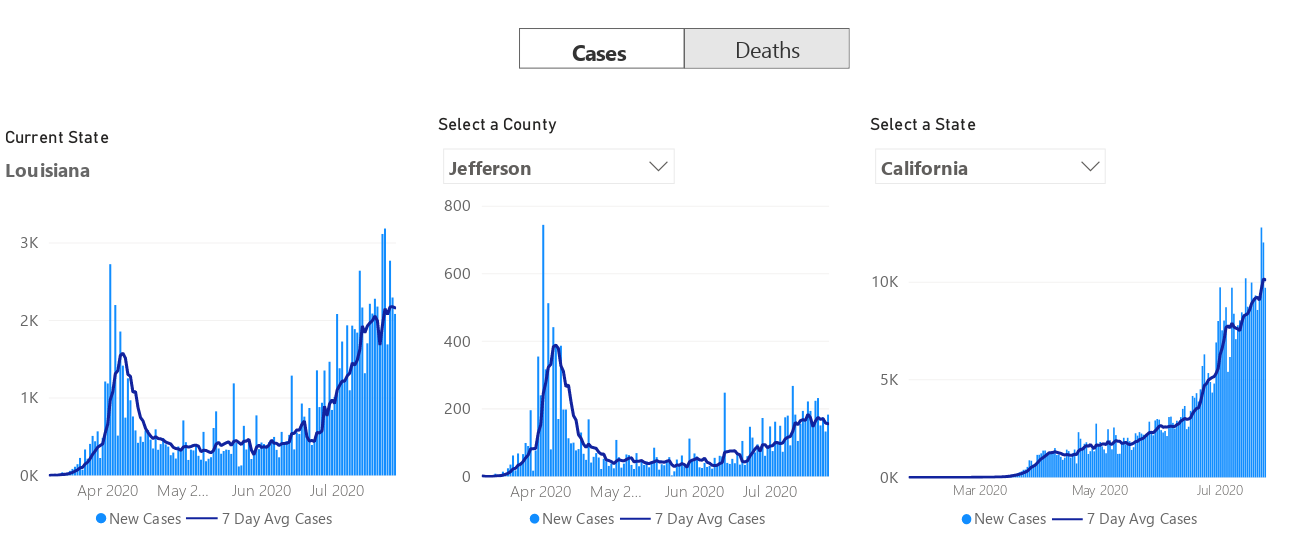 Cases
Deaths
Current State
Louisiana
3K
2K
1K
0K
Apr 2020 May 2... Jun 2020 Jul 2020
New Cases 7 Day Avg Cases
Select a County
Jefferson
800
600
400
200
0
Apr 2020 May 2... Jun 2020 Jul 2020
New Cases 7 Day Avg Cases
Select a State
California
10K
5K
0K
Mar 2020 May 2020 Jul 2020
New Cases 7 Day Avg Cases